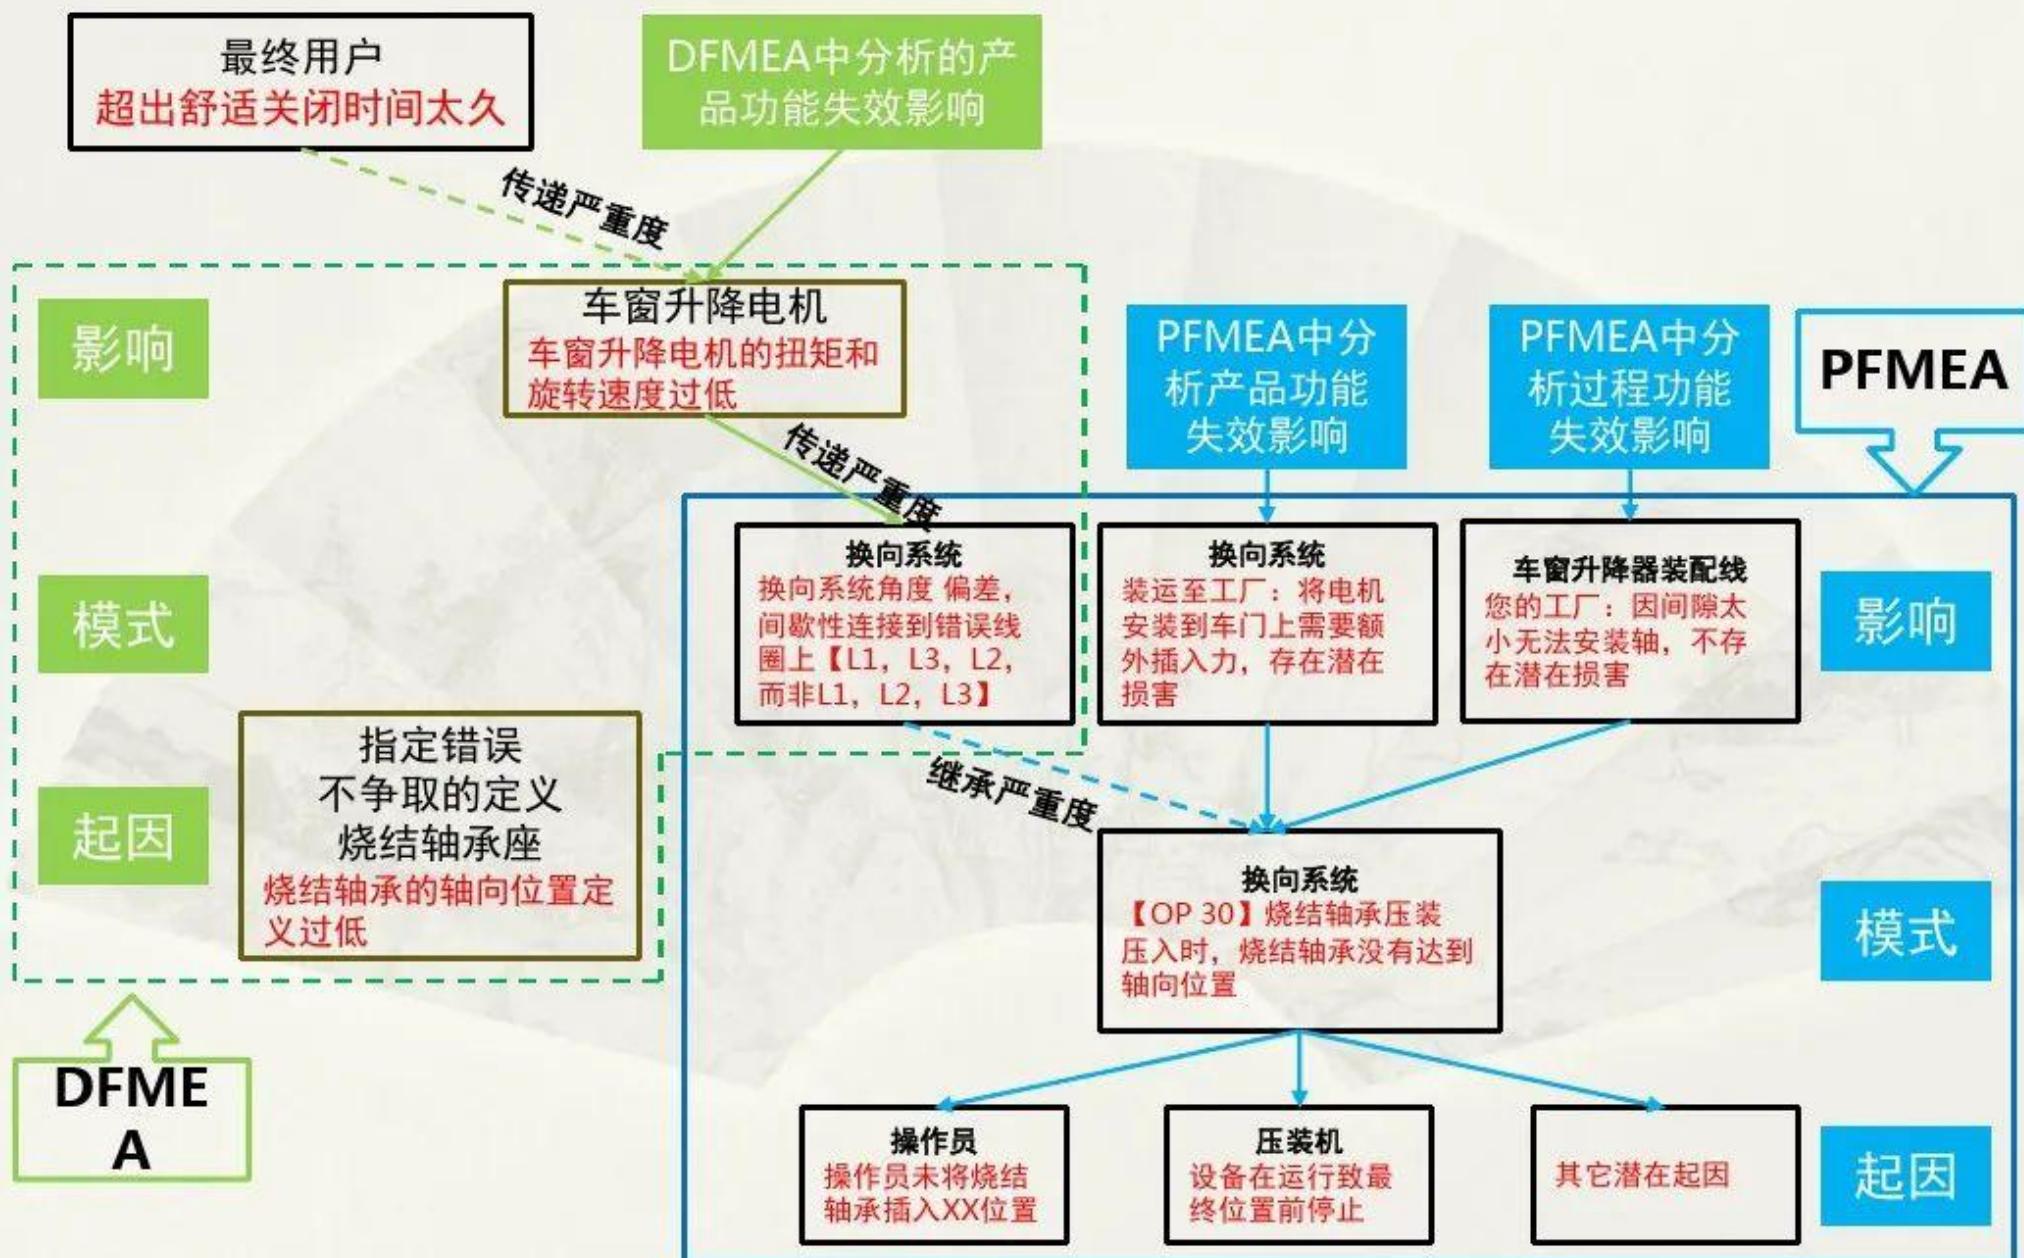 最终用户
超出舒适关闭时间太久
DFMEA中分析的产
品功能失效影响
传递严重度
影响
车窗升降电机
车窗升降电机的扭矩和
旋转速度过低
传递严重度
PFMEA中分
析产品功能
失效影响
PFMEA中分
析过程功能
失效影响
PFMEA
模式
换向系统
换向系统角度 偏差，
间歇性连接到错误线
圈上【L1，L3，L2，
而非L1，L2，L3】
换向系统
装运至工厂：将电机
安装到车门上需要额
外插入力，存在潜在
损害
车窗升降器装配线
您的工厂：因间隙太
小无法安装轴，不存
在潜在损害
影响
起因
指定错误
不争取的定义
烧结轴承座
烧结轴承的轴向位置定
义过低
继承严重度
换向系统
【OP 30】烧结轴承压装
压入时，烧结轴承没有达到
轴向位置
模式
DFME
A
操作员
操作员未将烧结
轴承插入XX位置
压装机
设备在运行致最
终位置前停止
其它潜在起因
起因